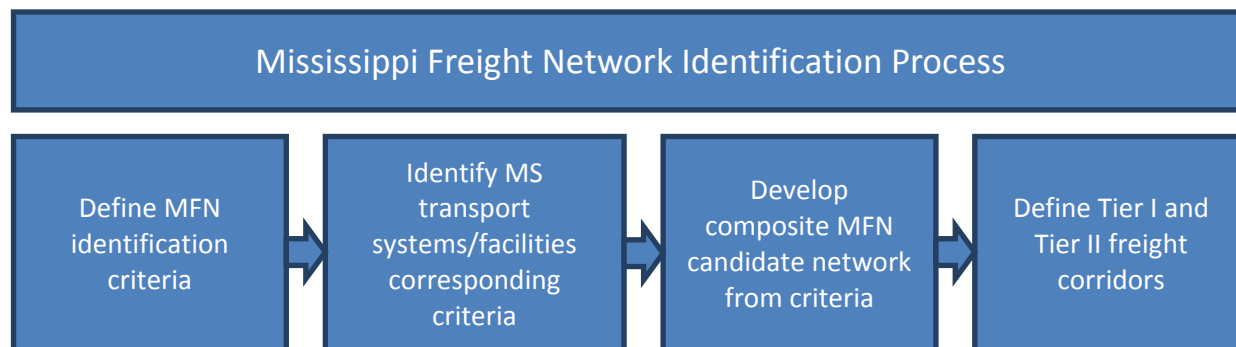 Mississippi Freight Network Identification Process
Define MFN
identification
criteria
Identify MS
transport
systems/facilities
corresponding
criteria
Develop
composite MFN
candidate network
from criteria
Define Tier I and
Tier II freight
corridors